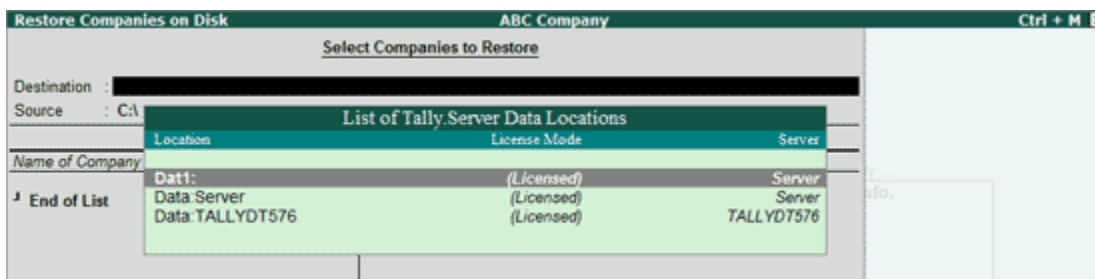 Restore Companies on Disk ABC Company Ctrl + M
Select Companies to Restore
Destination :
Source : C:\
List of Tally.Server Data Locations
Location License Mode Server
Name of Company
Dat1: (Licensed) Server
Data:Server (Licensed) Server
Data:TALLYDT576 (Licensed) TALLYDT576
┘ End of List